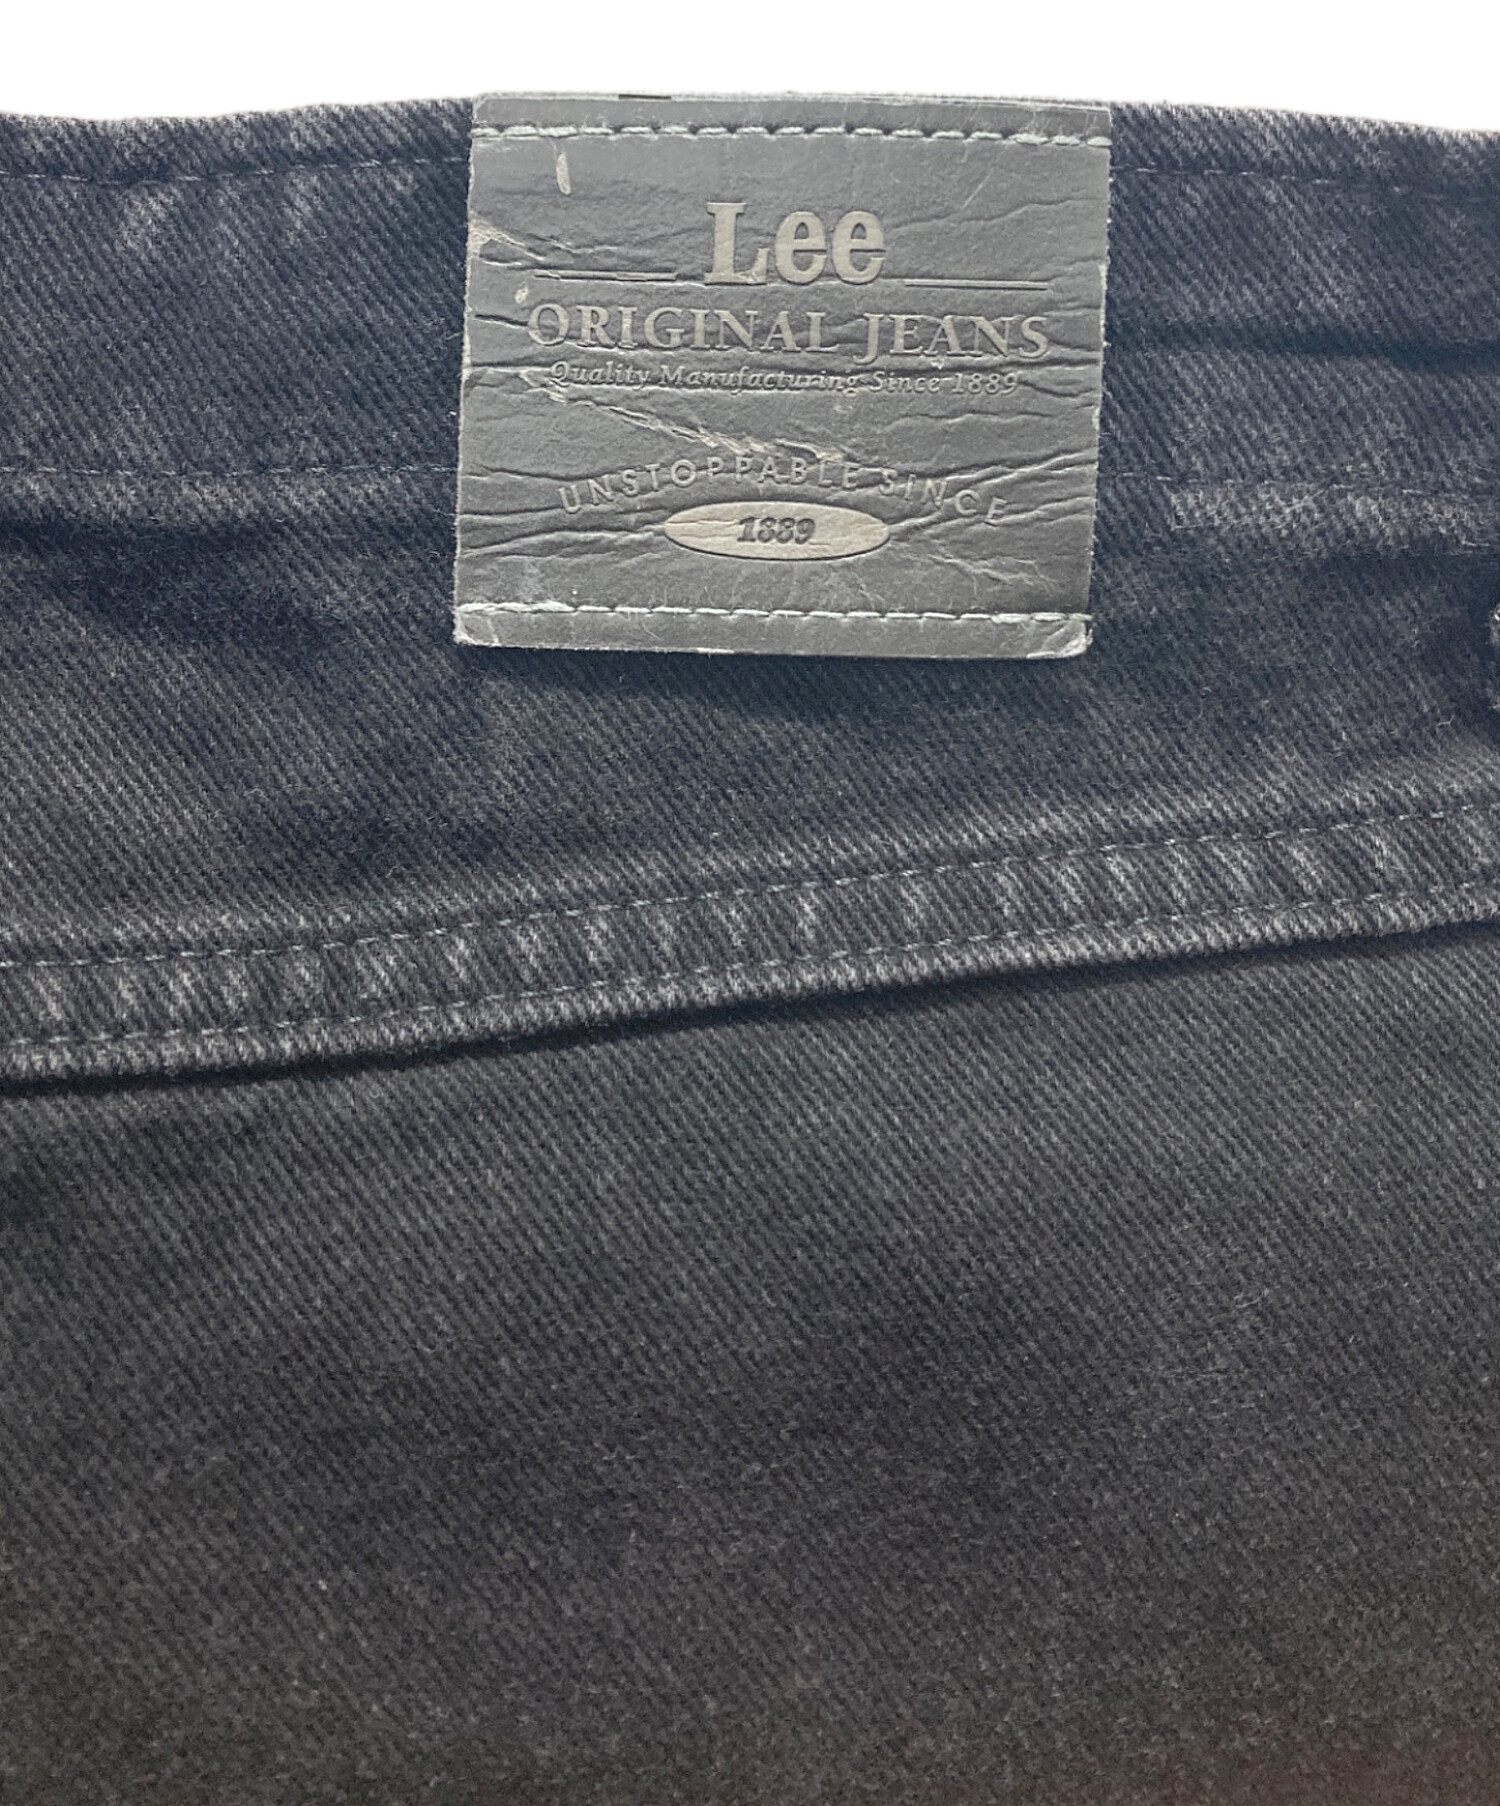 Lee
ORIGINAL JEANS
Quality Manufacturing Since 1889
UNSTOPPABLE SINCE
1889